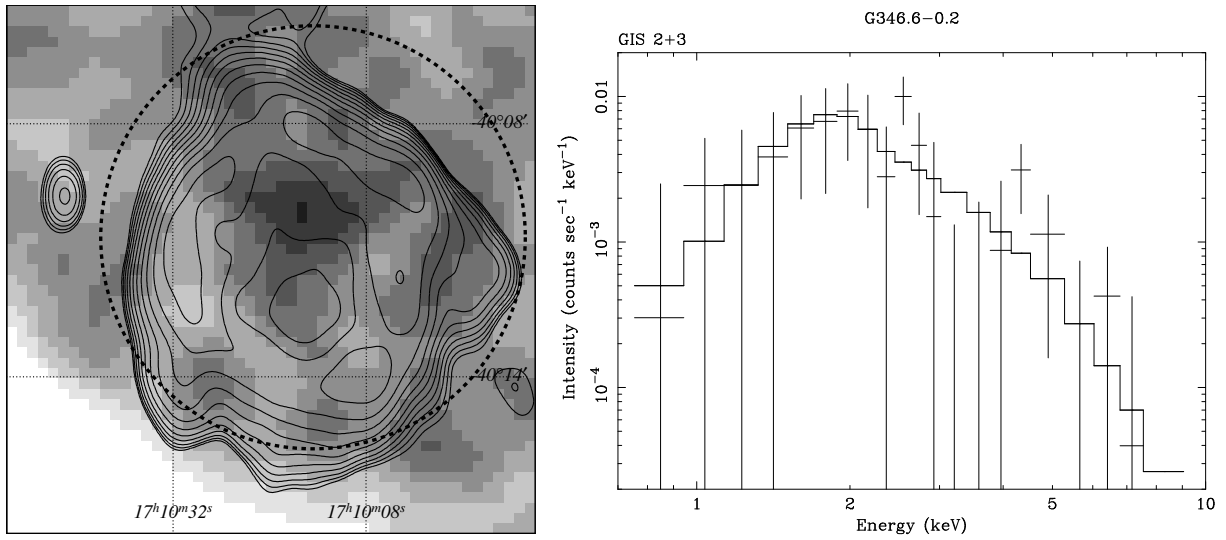 −40°08′
−40°14′
17h10m32s 17h10m08s
G346.6−0.2
GIS 2+3
Intensity (counts sec−1 keV−1)
0.01
10−3
10−4
1 2 5 10
Energy (keV)